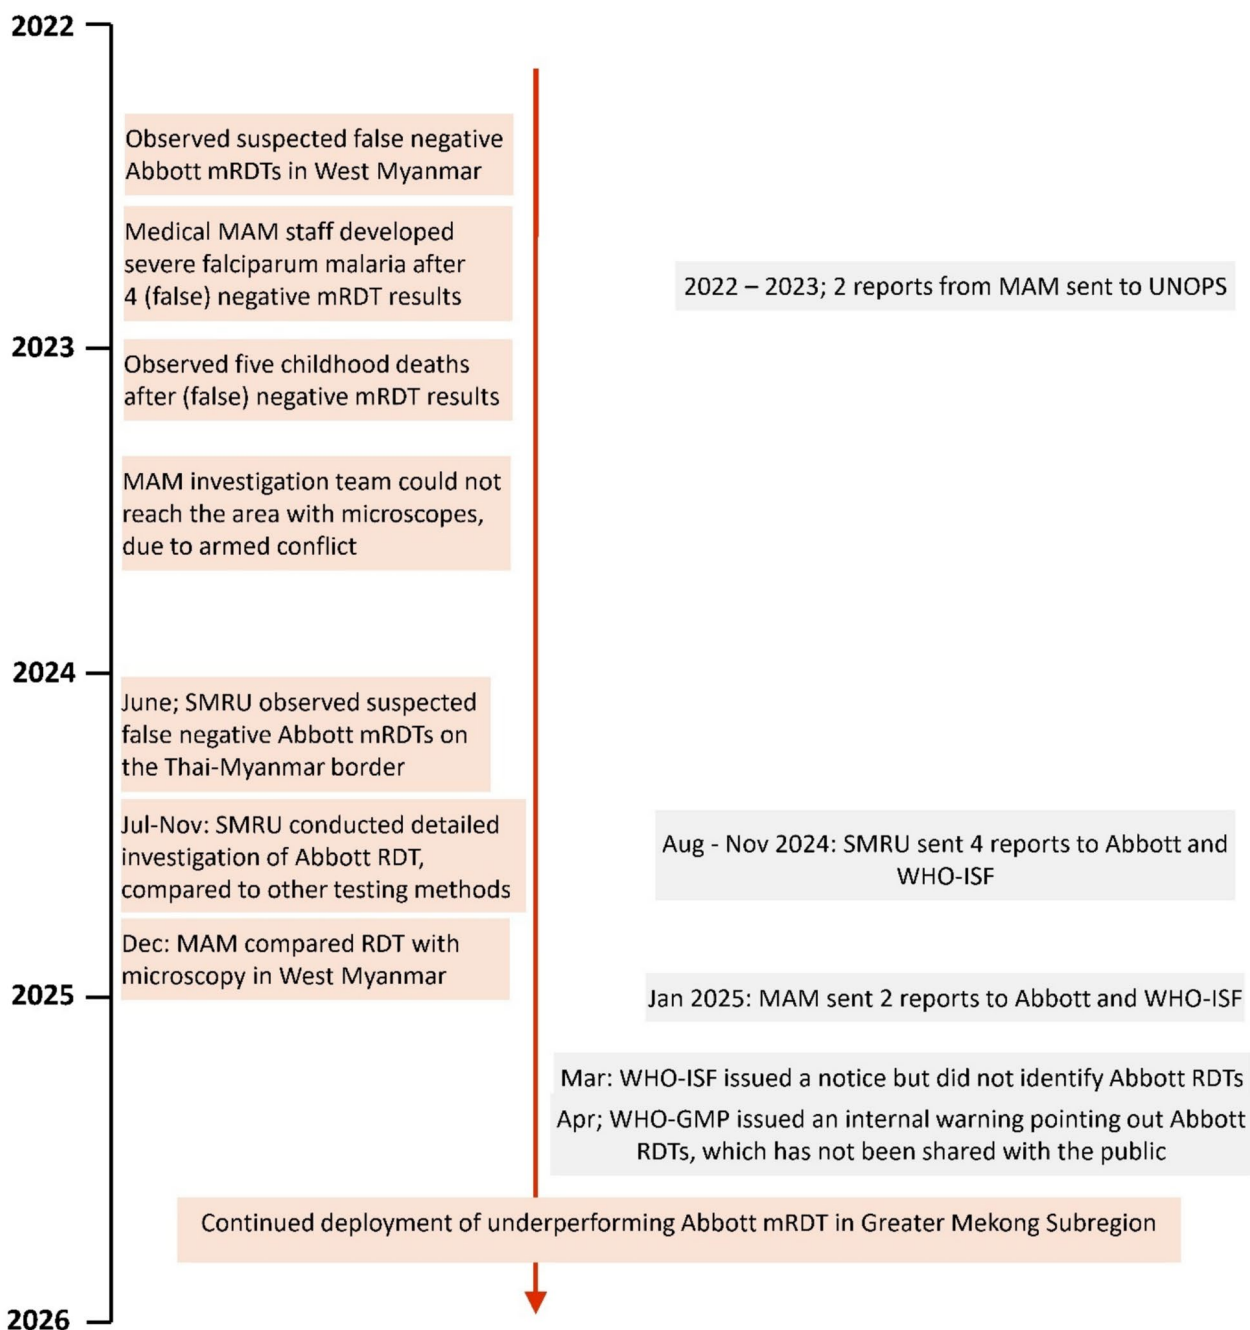 2022
Observed suspected false negative
Abbott mRDTs in West Myanmar
Medical MAM staff developed
severe falciparum malaria after
4 (false) negative mRDT results
2022 – 2023; 2 reports from MAM sent to UNOPS
2023
Observed five childhood deaths
after (false) negative mRDT results
MAM investigation team could not
reach the area with microscopes,
due to armed conflict
2024
June; SMRU observed suspected
false negative Abbott mRDTs on
the Thai-Myanmar border
Jul-Nov: SMRU conducted detailed
investigation of Abbott RDT,
compared to other testing methods
Aug - Nov 2024: SMRU sent 4 reports to Abbott and
WHO-ISF
Dec: MAM compared RDT with
microscopy in West Myanmar
2025
Jan 2025: MAM sent 2 reports to Abbott and WHO-ISF
Mar: WHO-ISF issued a notice but did not identify Abbott RDTs
Apr; WHO-GMP issued an internal warning pointing out Abbott
RDTs, which has not been shared with the public
Continued deployment of underperforming Abbott mRDT in Greater Mekong Subregion
2026